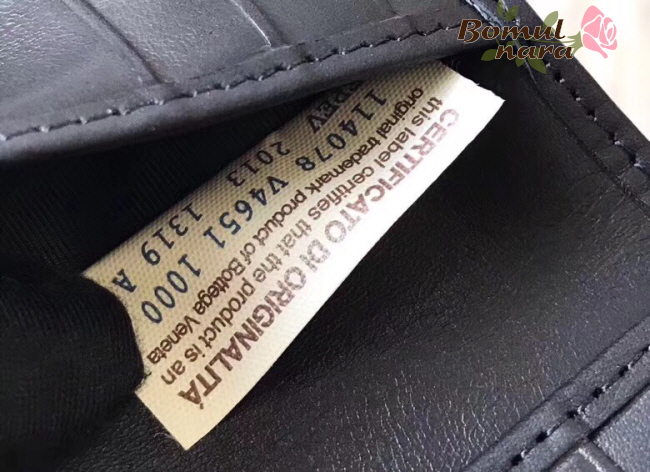 Bomul
nara
CERTIFICATO DI ORIGINALITÁ
this label certifies that the product is an
original trademark product of Bottega Veneta
114078 V4651 1000
2013 1319 A